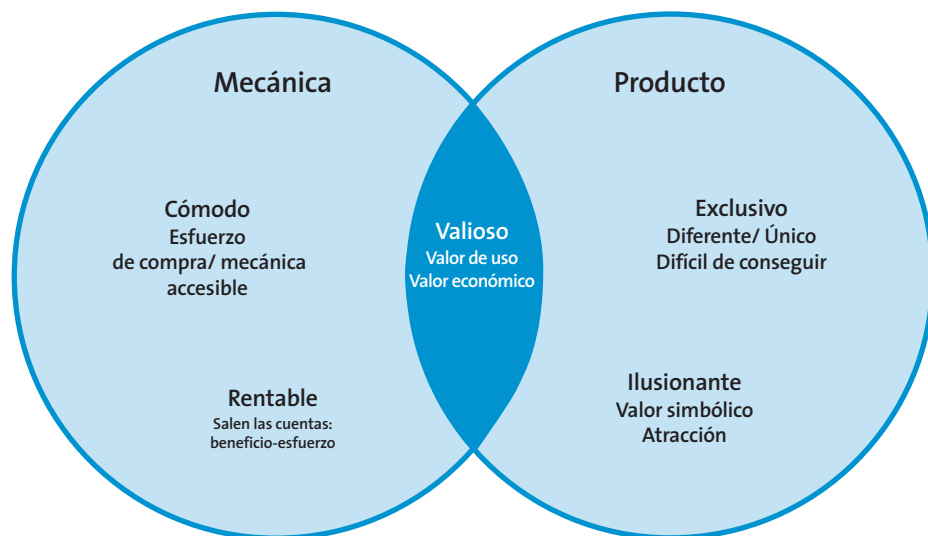 Mecánica
Cómodo
Esfuerzo
de compra/ mecánica
accesible
Rentable
Salen las cuentas:
beneficio-esfuerzo
Valioso
Valor de uso
Valor económico
Producto
Exclusivo
Diferente/ Único
Difícil de conseguir
Ilusionante
Valor simbólico
Atracción